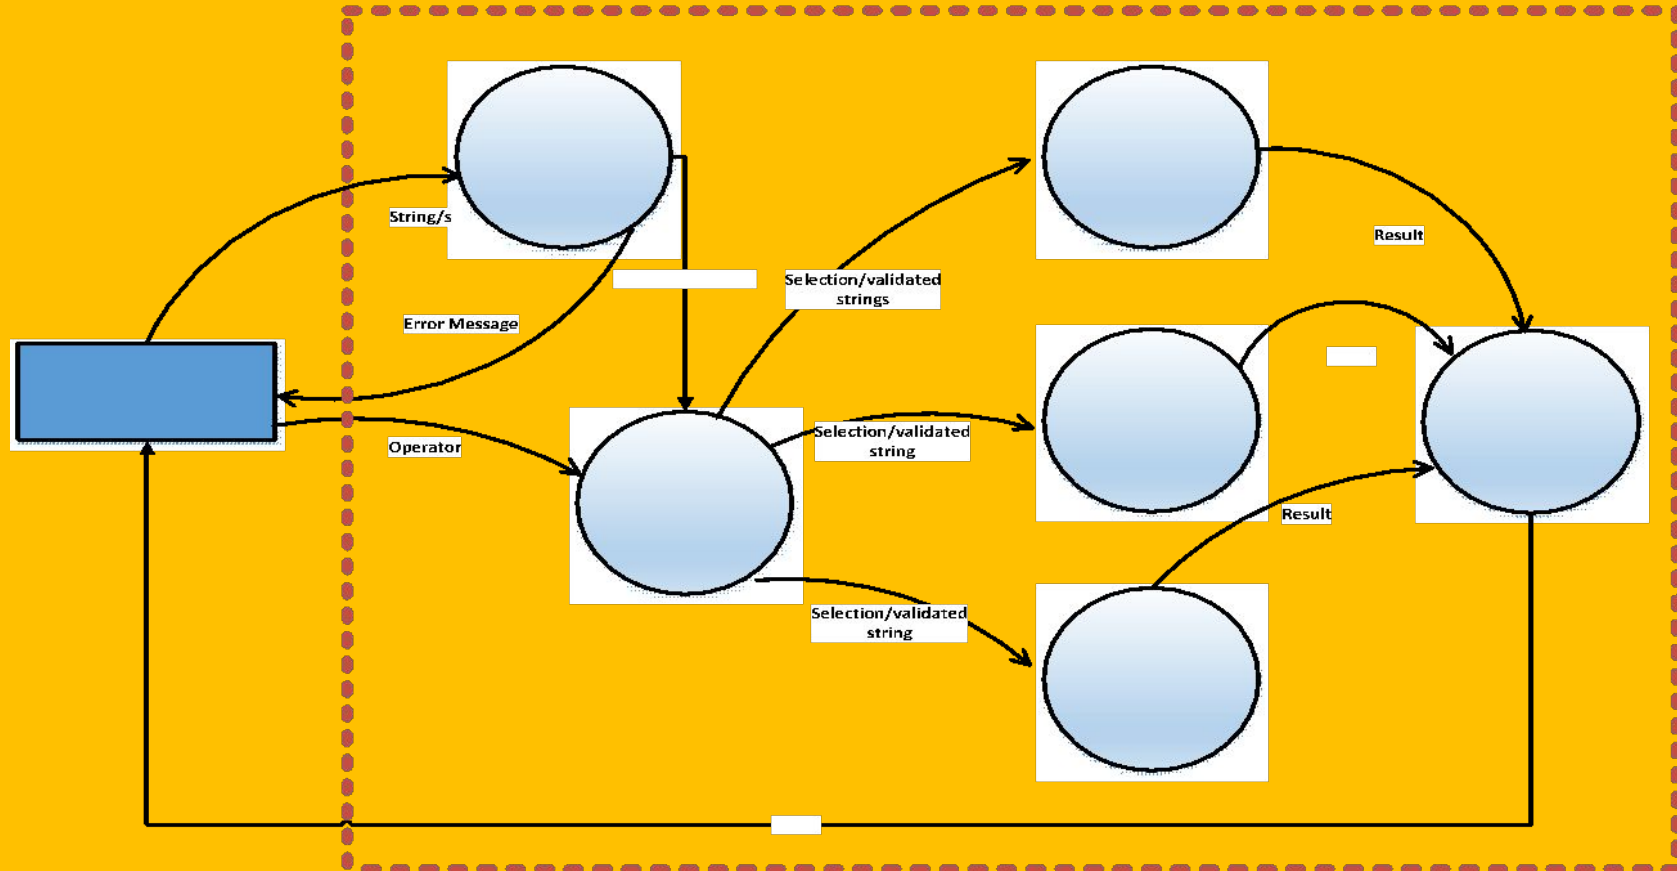 String/s
Result
Selection/validated
strings
Error Message
Selection/validated
string
Operator
Result
Selection/validated
string